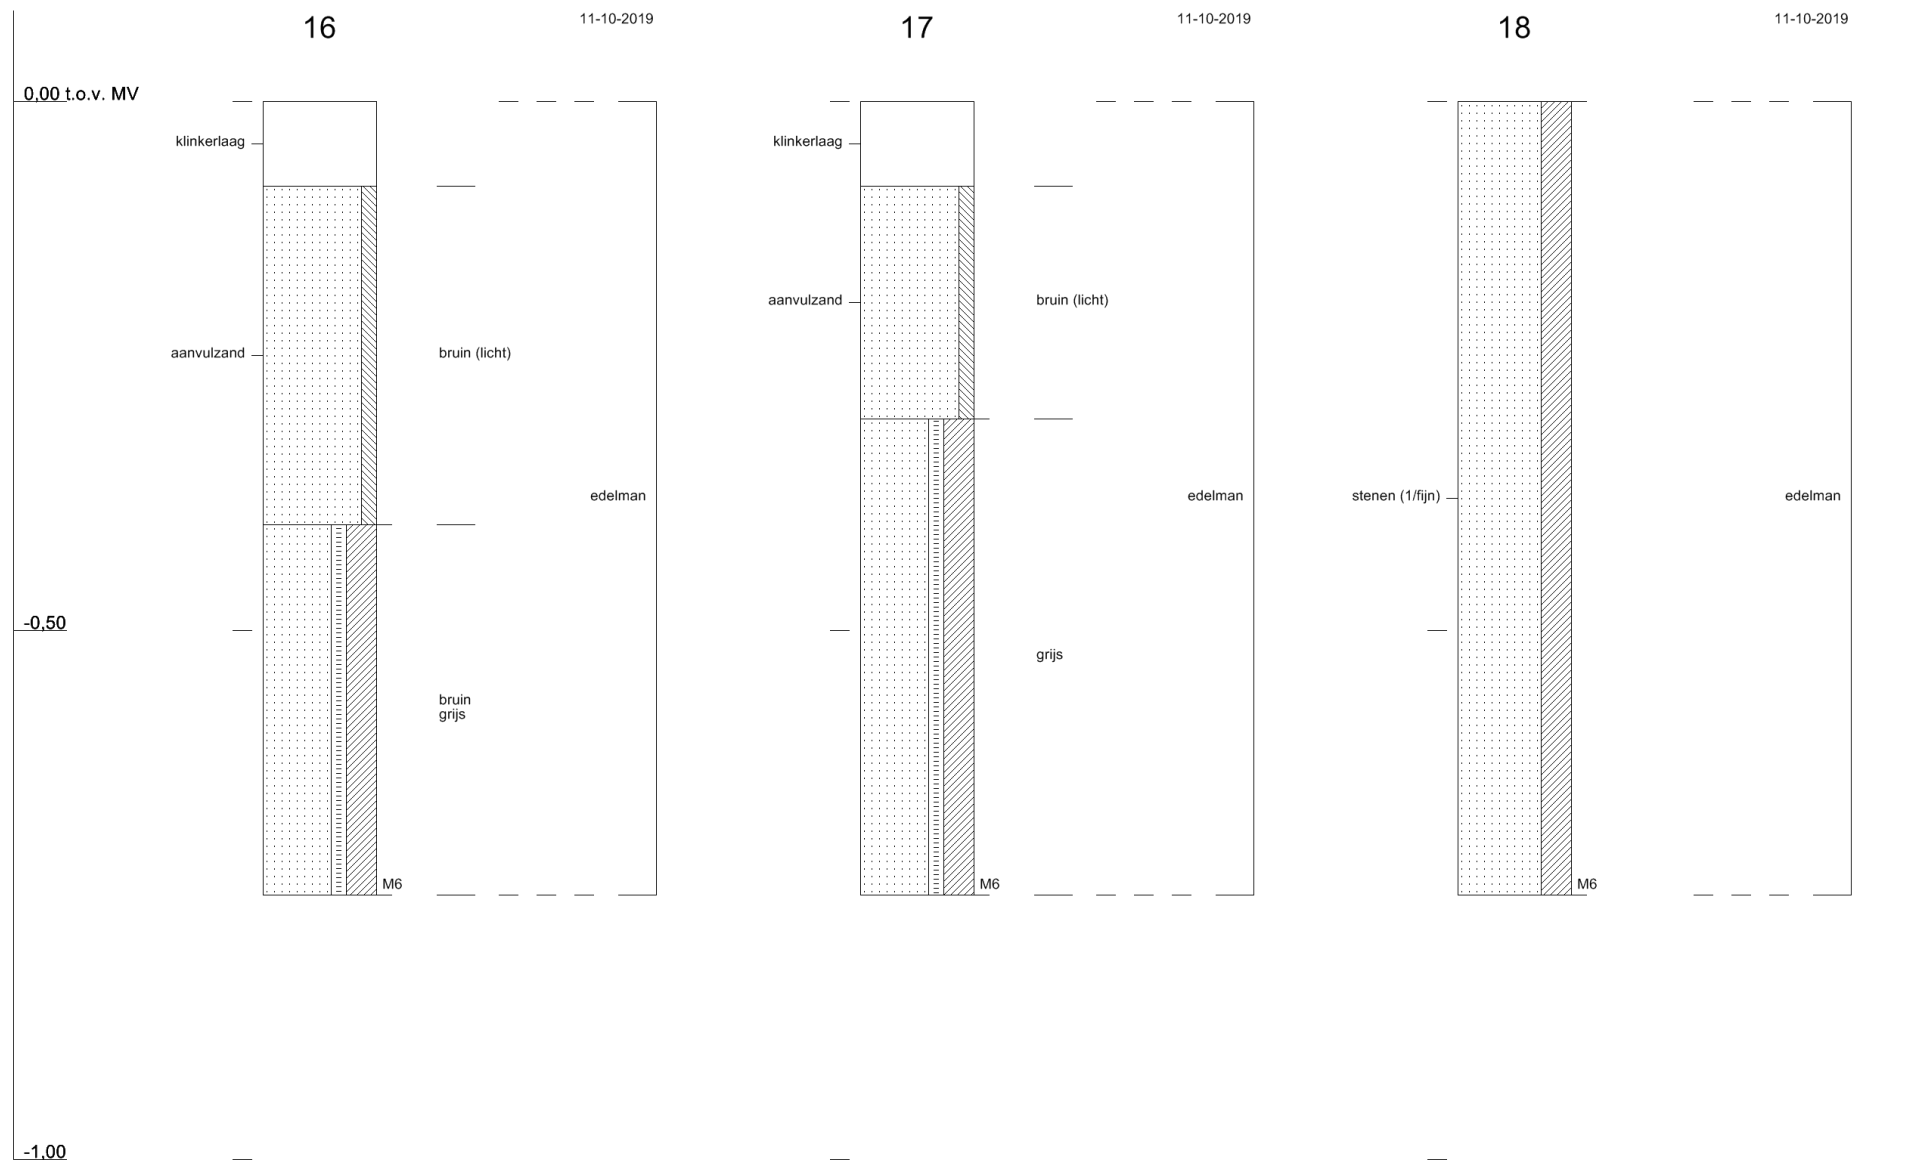 16
11-10-2019
17
11-10-2019
18
11-10-2019
0,00 t.o.v. MV
klinkerlaag
klinkerlaag
aanvulzand
bruin (licht)
aanvulzand
bruin (licht)
edelman
edelman
stenen (1/fijn)
edelman
-0,50
bruin
grijs
grijs
M6
M6
M6
-1,00